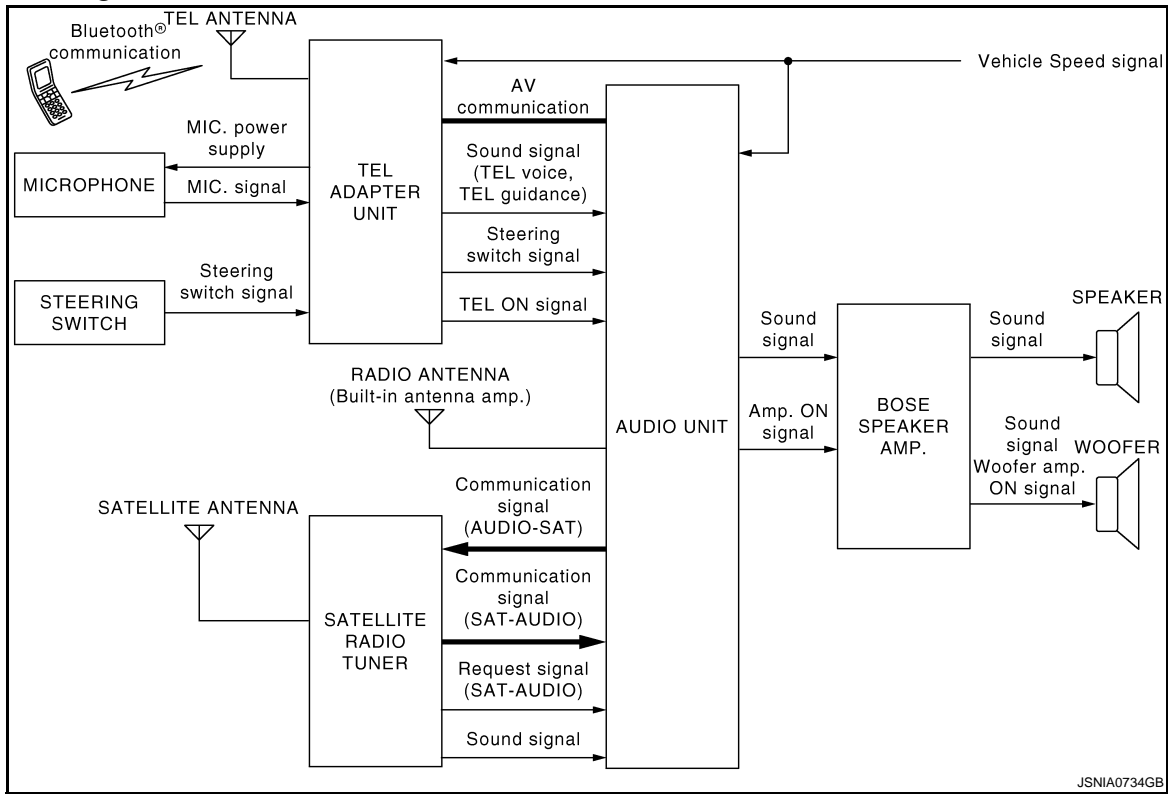 Bluetooth®
communication
TEL ANTENNA
Vehicle Speed signal
AV
communication
MIC. power
supply
MICROPHONE
MIC. signal
TEL
ADAPTER
UNIT
Sound signal
(TEL voice,
TEL guidance)
Steering
switch signal
STEERING
SWITCH
Steering
switch signal
TEL ON signal
RADIO ANTENNA
(Built-in antenna amp.)
AUDIO UNIT
Sound
signal
Amp. ON
signal
BOSE
SPEAKER
AMP.
SPEAKER
Sound
signal
Sound
signal
Woofer amp.
ON signal
WOOFER
SATELLITE ANTENNA
Communication
signal
(AUDIO-SAT)
Communication
signal
(SAT-AUDIO)
SATELLITE
RADIO
TUNER
Request signal
(SAT-AUDIO)
Sound signal
JSNIA0734GB